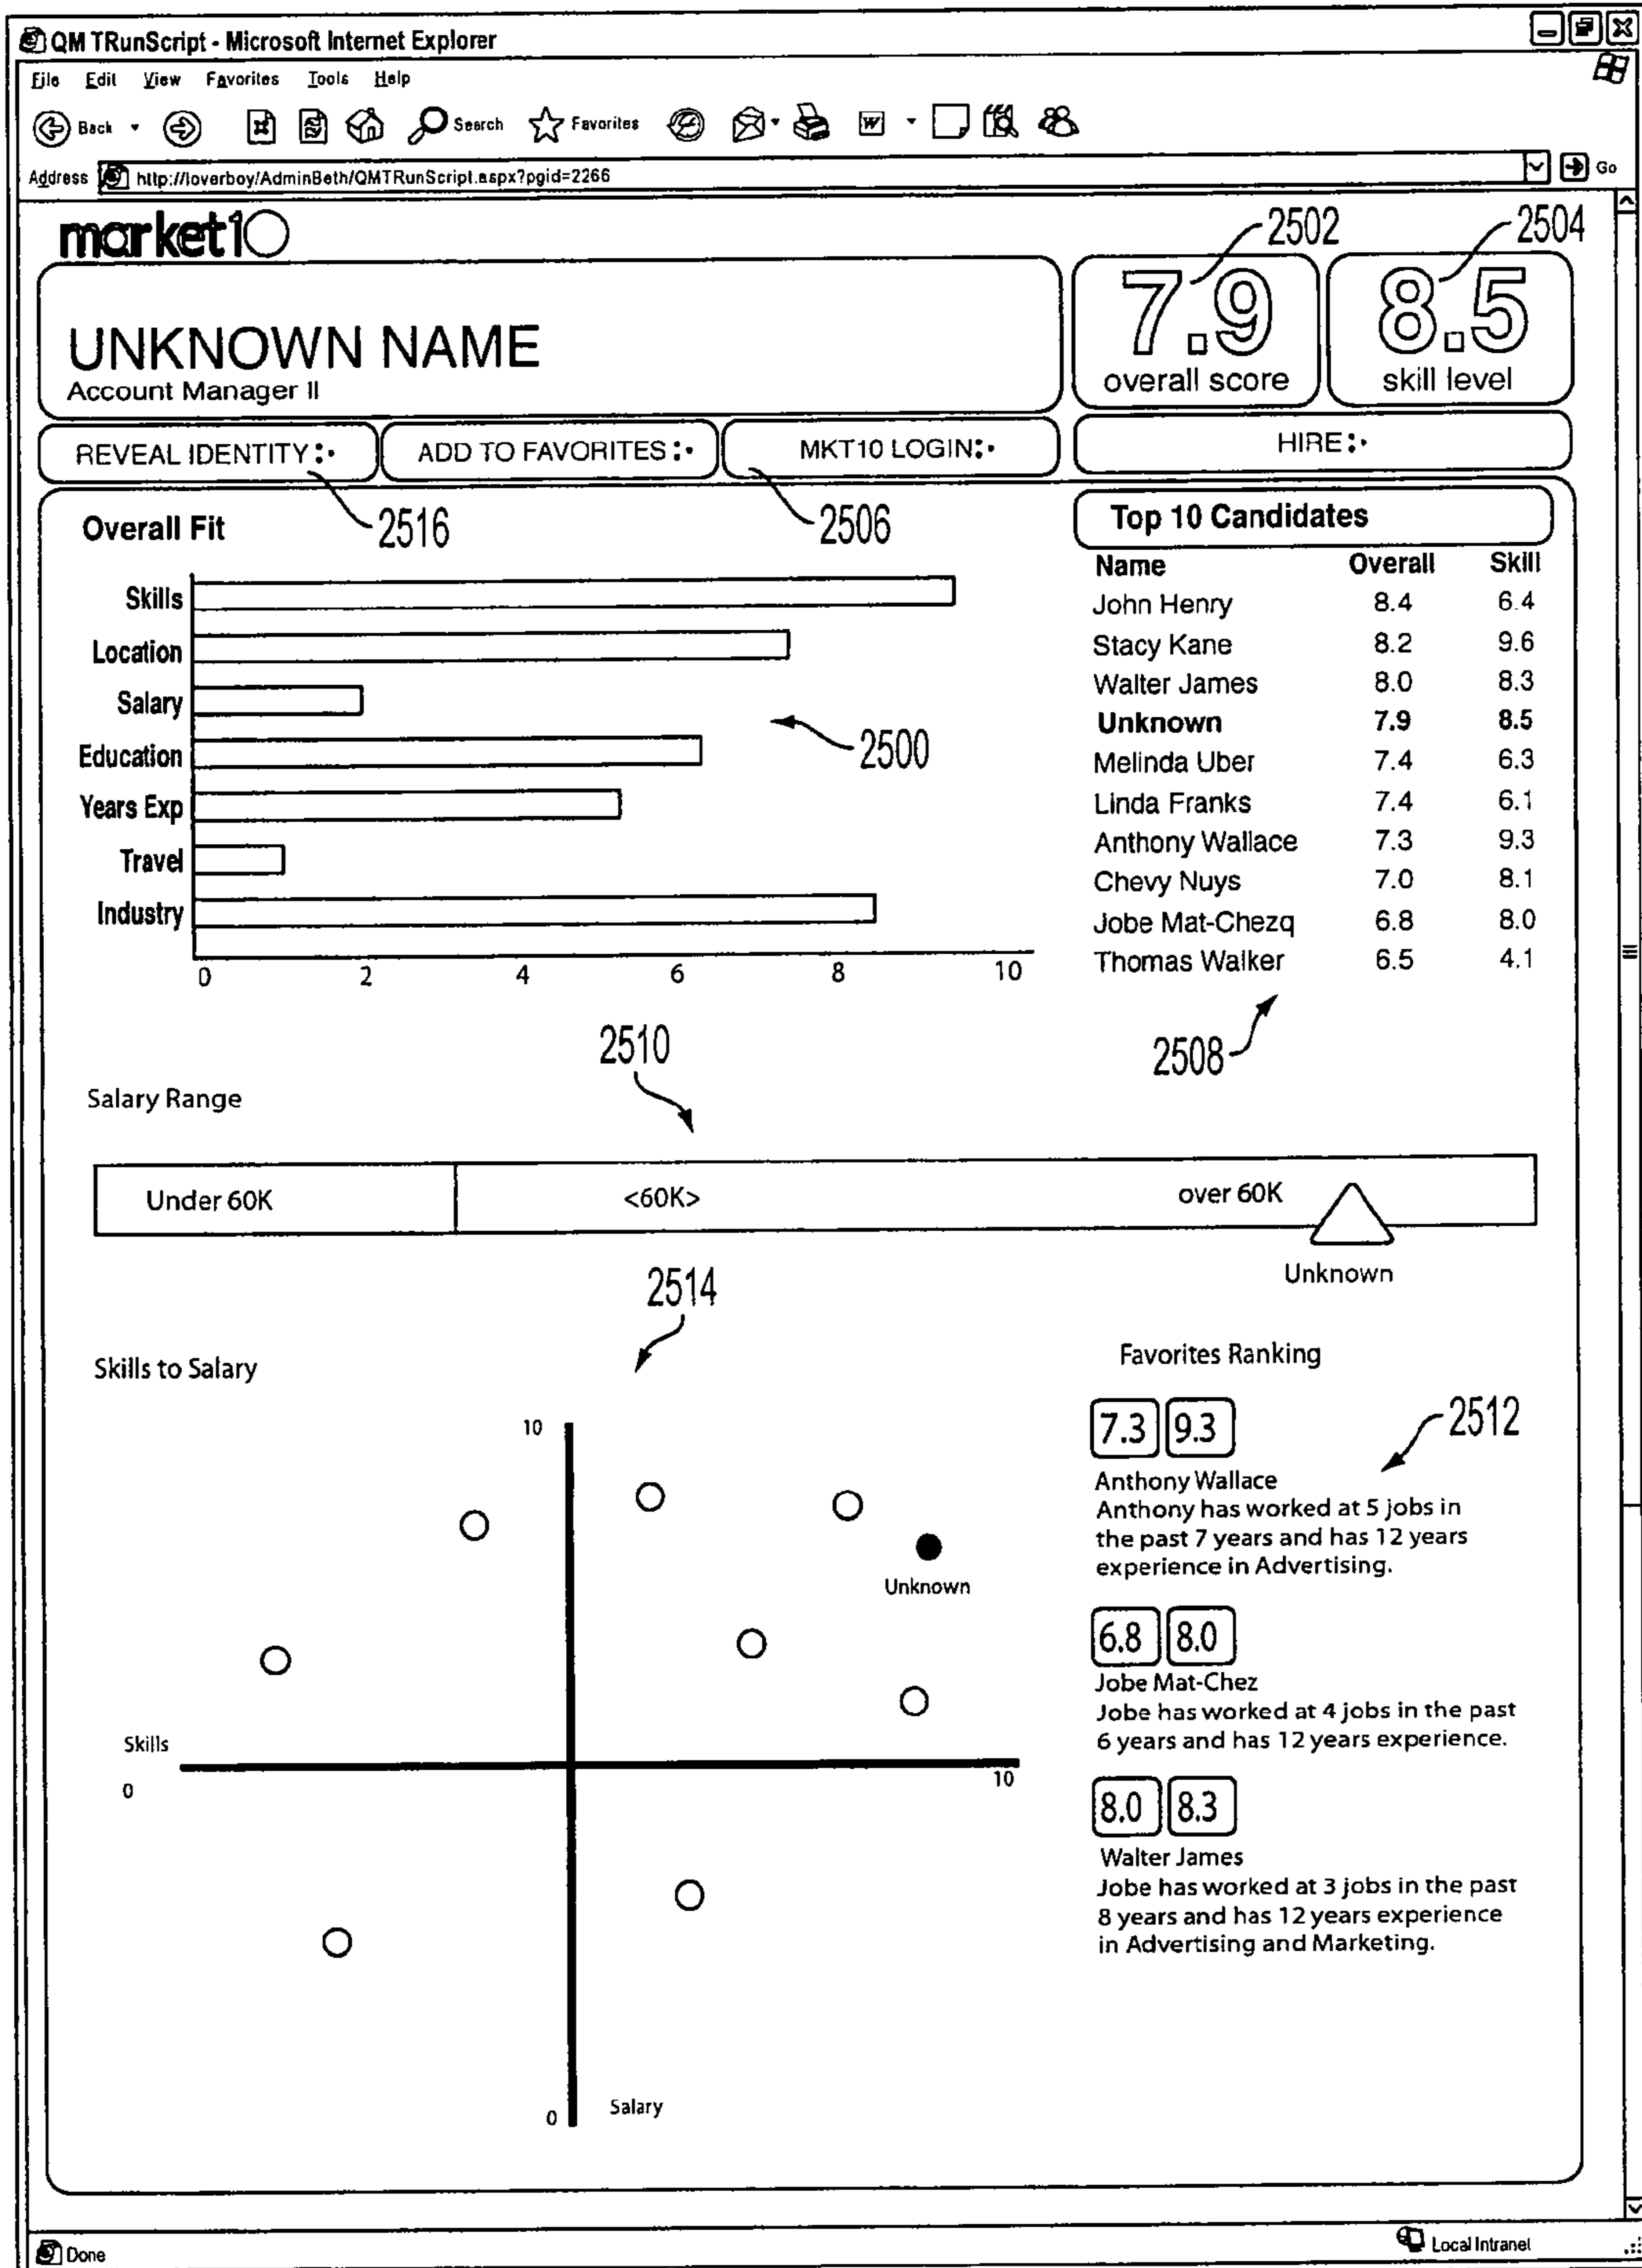 QM TRunScript - Microsoft Internet Explorer
File Edit View Favorites Tools Help
Back Search Favorites W
Address http://loverboy/AdminBeth/QMTRunScript.aspx?pgid=2266 Go
market10
2502 2504
UNKNOWN NAME
Account Manager II
7.9
overall score
8.5
skill level
REVEAL IDENTITY ADD TO FAVORITES MKT10 LOGIN HIRE
2516 2506
Overall Fit
Skills
Location
Salary
Education
Years Exp
Travel
Industry
0 2 4 6 8 10
2500
Top 10 Candidates
Name Overall Skill
John Henry 8.4 6.4
Stacy Kane 8.2 9.6
Walter James 8.0 8.3
Unknown 7.9 8.5
Melinda Uber 7.4 6.3
Linda Franks 7.4 6.1
Anthony Wallace 7.3 9.3
Chevy Nuys 7.0 8.1
Jobe Mat-Chezq 6.8 8.0
Thomas Walker 6.5 4.1
2508
2510
Salary Range
Under 60K <60K> over 60K
Unknown
2514
Skills to Salary
10
Unknown
Skills
0
10
0 Salary
Favorites Ranking
2512
7.3 9.3
Anthony Wallace
Anthony has worked at 5 jobs in
the past 7 years and has 12 years
experience in Advertising.
6.8 8.0
Jobe Mat-Chez
Jobe has worked at 4 jobs in the past
6 years and has 12 years experience.
8.0 8.3
Walter James
Jobe has worked at 3 jobs in the past
8 years and has 12 years experience
in Advertising and Marketing.
Done Local Intranet